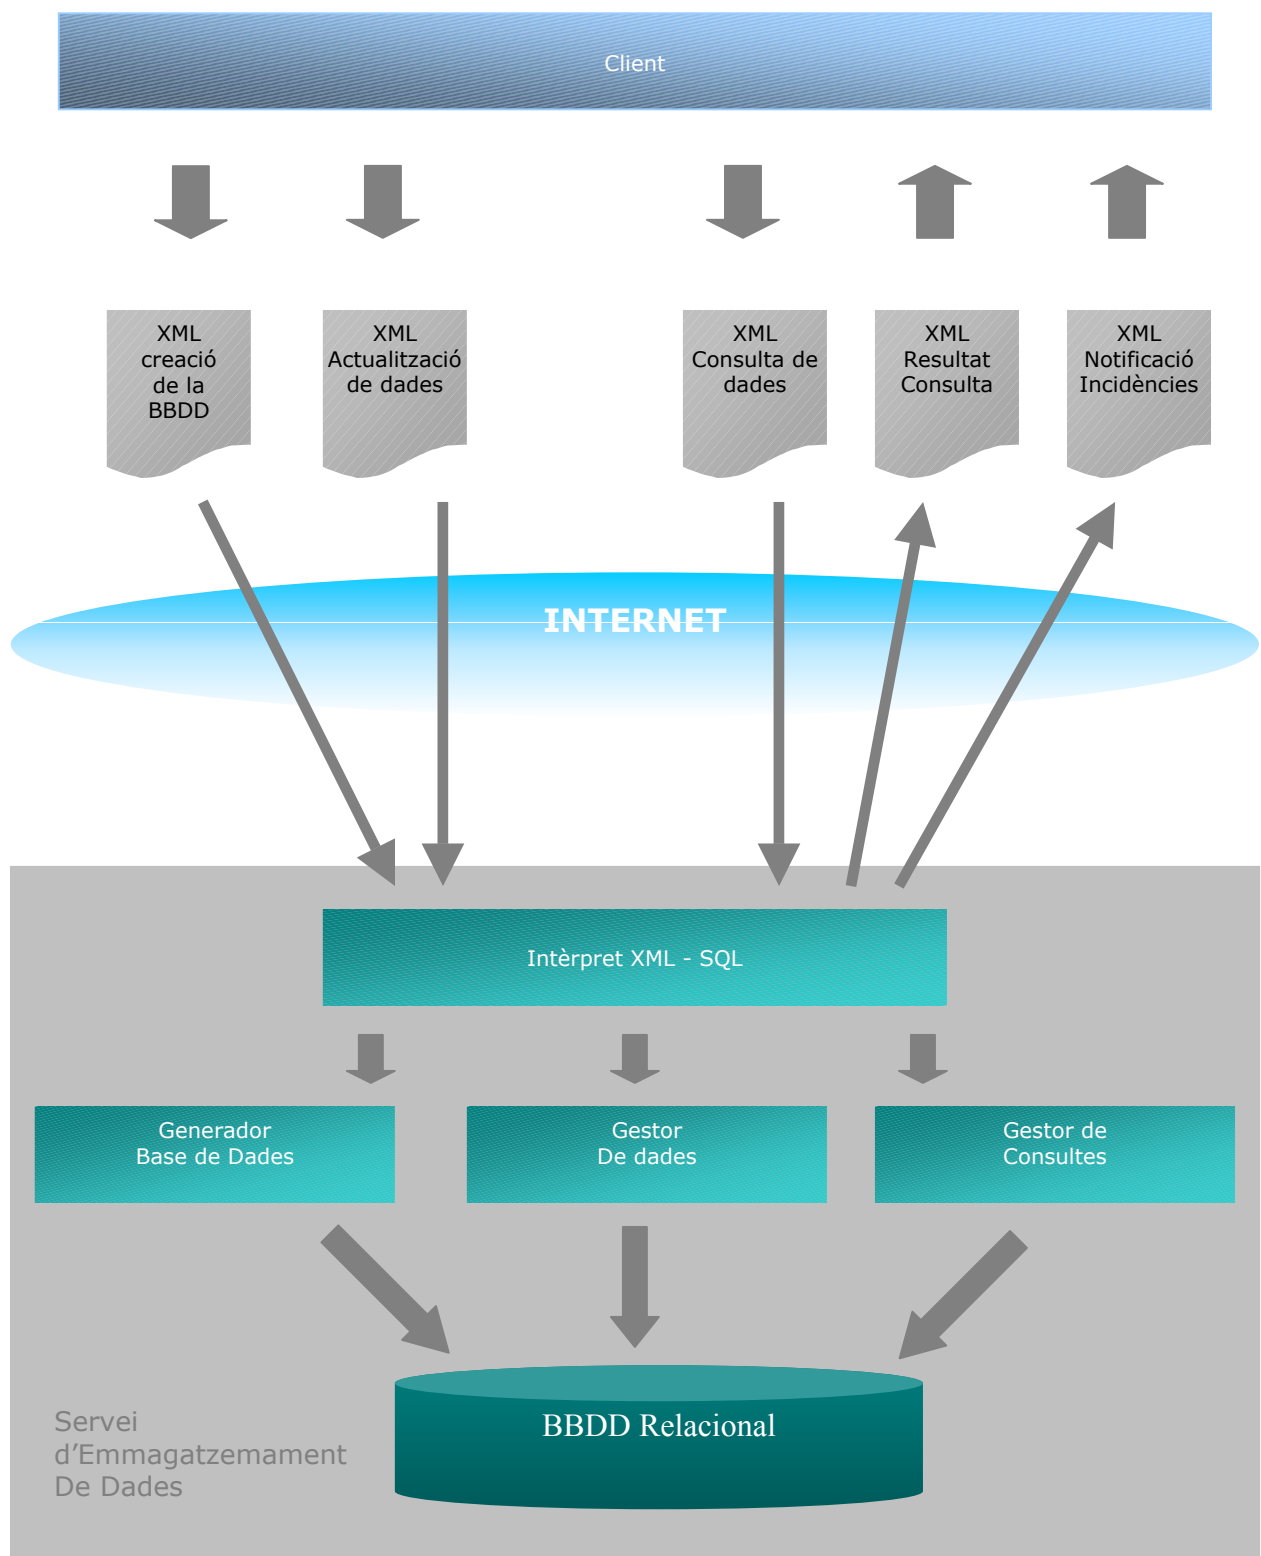 Client
XML
creació
de la
BBDD
XML
Actualització
de dades
XML
Consulta de
dades
XML
Resultat
Consulta
XML
Notificació
Incidències
INTERNET
Intèrpret XML - SQL
Generador
Base de Dades
Gestor
De dades
Gestor de
Consultes
BBDD Relacional
Servei
d’Emmagatzemament
De Dades